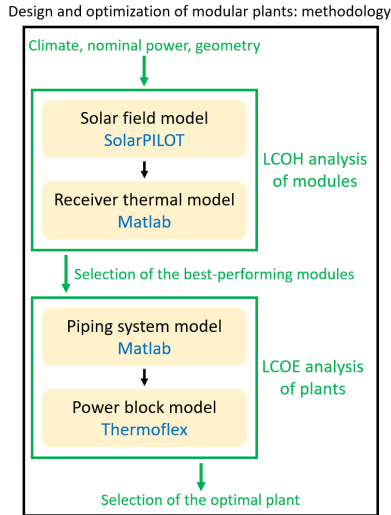 Design and optimization of modular plants: methodology
Climate, nominal power, geometry
Solar field model
SolarPILOT
Receiver thermal model
Matlab
LCOH analysis
of modules
Selection of the best-performing modules
Piping system model
Matlab
Power block model
Thermoflex
LCOE analysis
of plants
Selection of the optimal plant